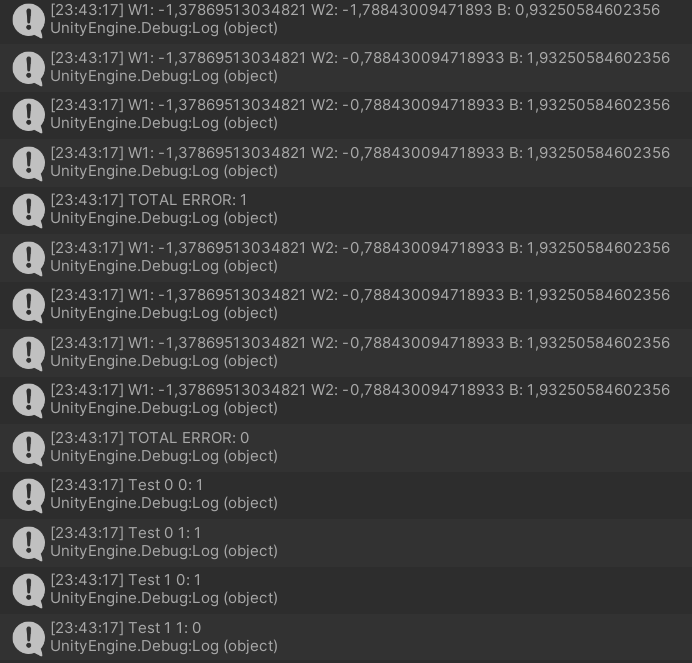 [23:43:17] W1: -1,37869513034821 W2: -1,78843009471893 B: 0,93250584602356
UnityEngine.Debug:Log (object)
[23:43:17] W1: -1,37869513034821 W2: -0,788430094718933 B: 1,93250584602356
UnityEngine.Debug:Log (object)
[23:43:17] W1: -1,37869513034821 W2: -0,788430094718933 B: 1,93250584602356
UnityEngine.Debug:Log (object)
[23:43:17] W1: -1,37869513034821 W2: -0,788430094718933 B: 1,93250584602356
UnityEngine.Debug:Log (object)
[23:43:17] TOTAL ERROR: 1
UnityEngine.Debug:Log (object)
[23:43:17] W1: -1,37869513034821 W2: -0,788430094718933 B: 1,93250584602356
UnityEngine.Debug:Log (object)
[23:43:17] W1: -1,37869513034821 W2: -0,788430094718933 B: 1,93250584602356
UnityEngine.Debug:Log (object)
[23:43:17] W1: -1,37869513034821 W2: -0,788430094718933 B: 1,93250584602356
UnityEngine.Debug:Log (object)
[23:43:17] W1: -1,37869513034821 W2: -0,788430094718933 B: 1,93250584602356
UnityEngine.Debug:Log (object)
[23:43:17] TOTAL ERROR: 0
UnityEngine.Debug:Log (object)
[23:43:17] Test 0 0: 1
UnityEngine.Debug:Log (object)
[23:43:17] Test 0 1: 1
UnityEngine.Debug:Log (object)
[23:43:17] Test 1 0: 1
UnityEngine.Debug:Log (object)
[23:43:17] Test 1 1: 0
UnityEngine.Debug:Log (object)